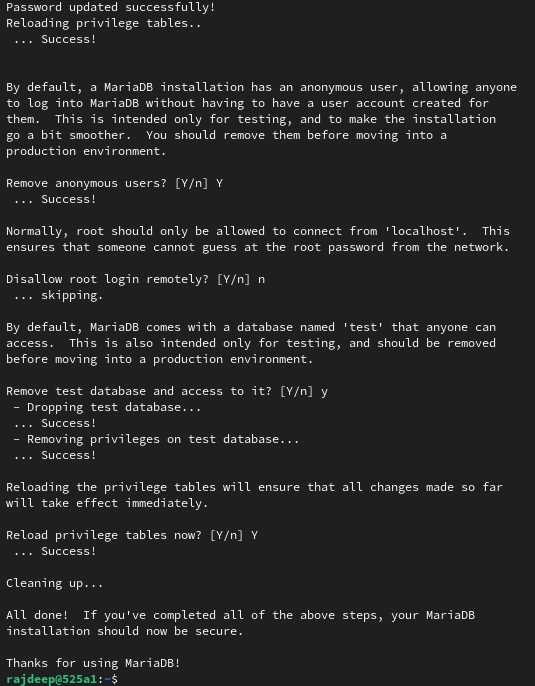 Password updated successfully!
Reloading privilege tables..
 ... Success!
By default, a MariaDB installation has an anonymous user, allowing anyone
to log into MariaDB without having to have a user account created for
them.  This is intended only for testing, and to make the installation
go a bit smoother.  You should remove them before moving into a
production environment.
Remove anonymous users? [Y/n] Y
 ... Success!
Normally, root should only be allowed to connect from 'localhost'.  This
ensures that someone cannot guess at the root password from the network.
Disallow root login remotely? [Y/n] n
 ... skipping.
By default, MariaDB comes with a database named 'test' that anyone can
access.  This is also intended only for testing, and should be removed
before moving into a production environment.
Remove test database and access to it? [Y/n] y
 - Dropping test database...
 ... Success!
 - Removing privileges on test database...
 ... Success!
Reloading the privilege tables will ensure that all changes made so far
will take effect immediately.
Reload privilege tables now? [Y/n] Y
 ... Success!
Cleaning up...
All done!  If you've completed all of the above steps, your MariaDB
installation should now be secure.
Thanks for using MariaDB!
rajdeep@525a1:~$